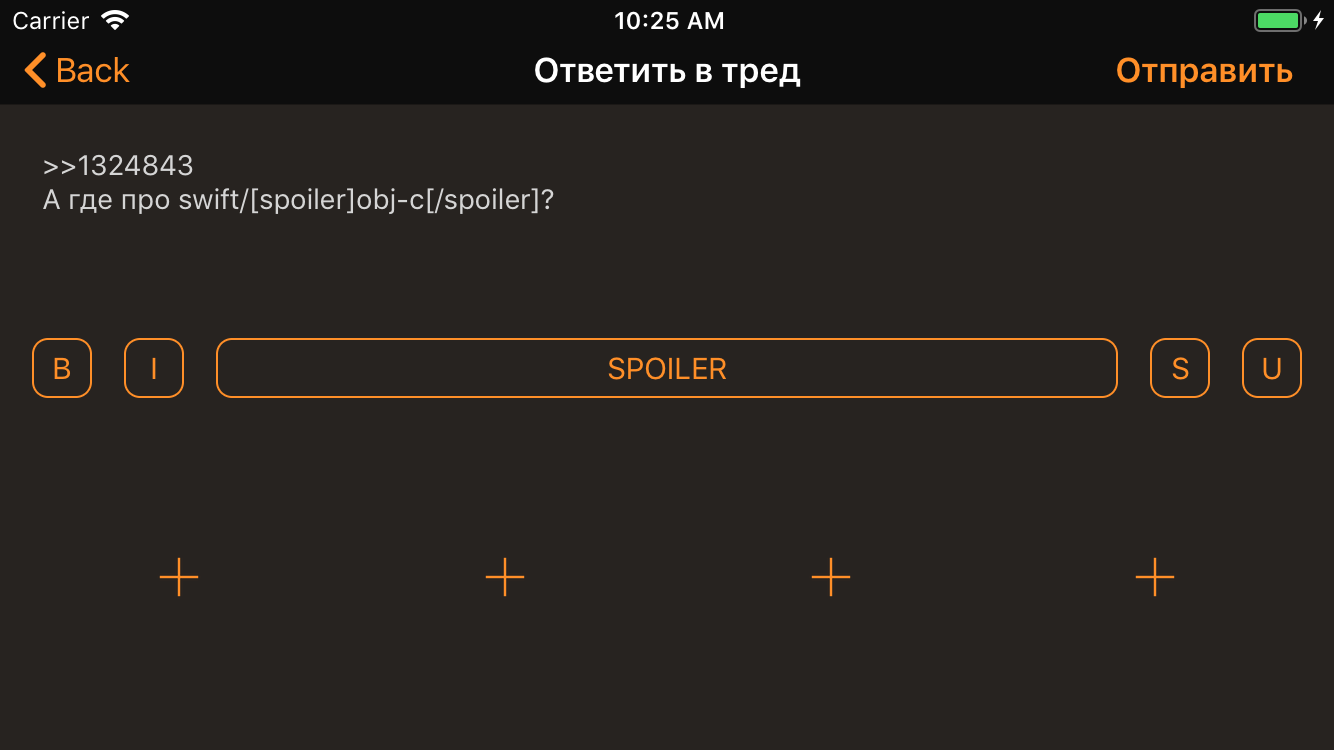 Carrier
10:25 AM
Back
Ответить в тред
Отправить
>>1324843
А где про swift/[spoiler]obj-c[/spoiler]?
B
I
SPOILER
S
U